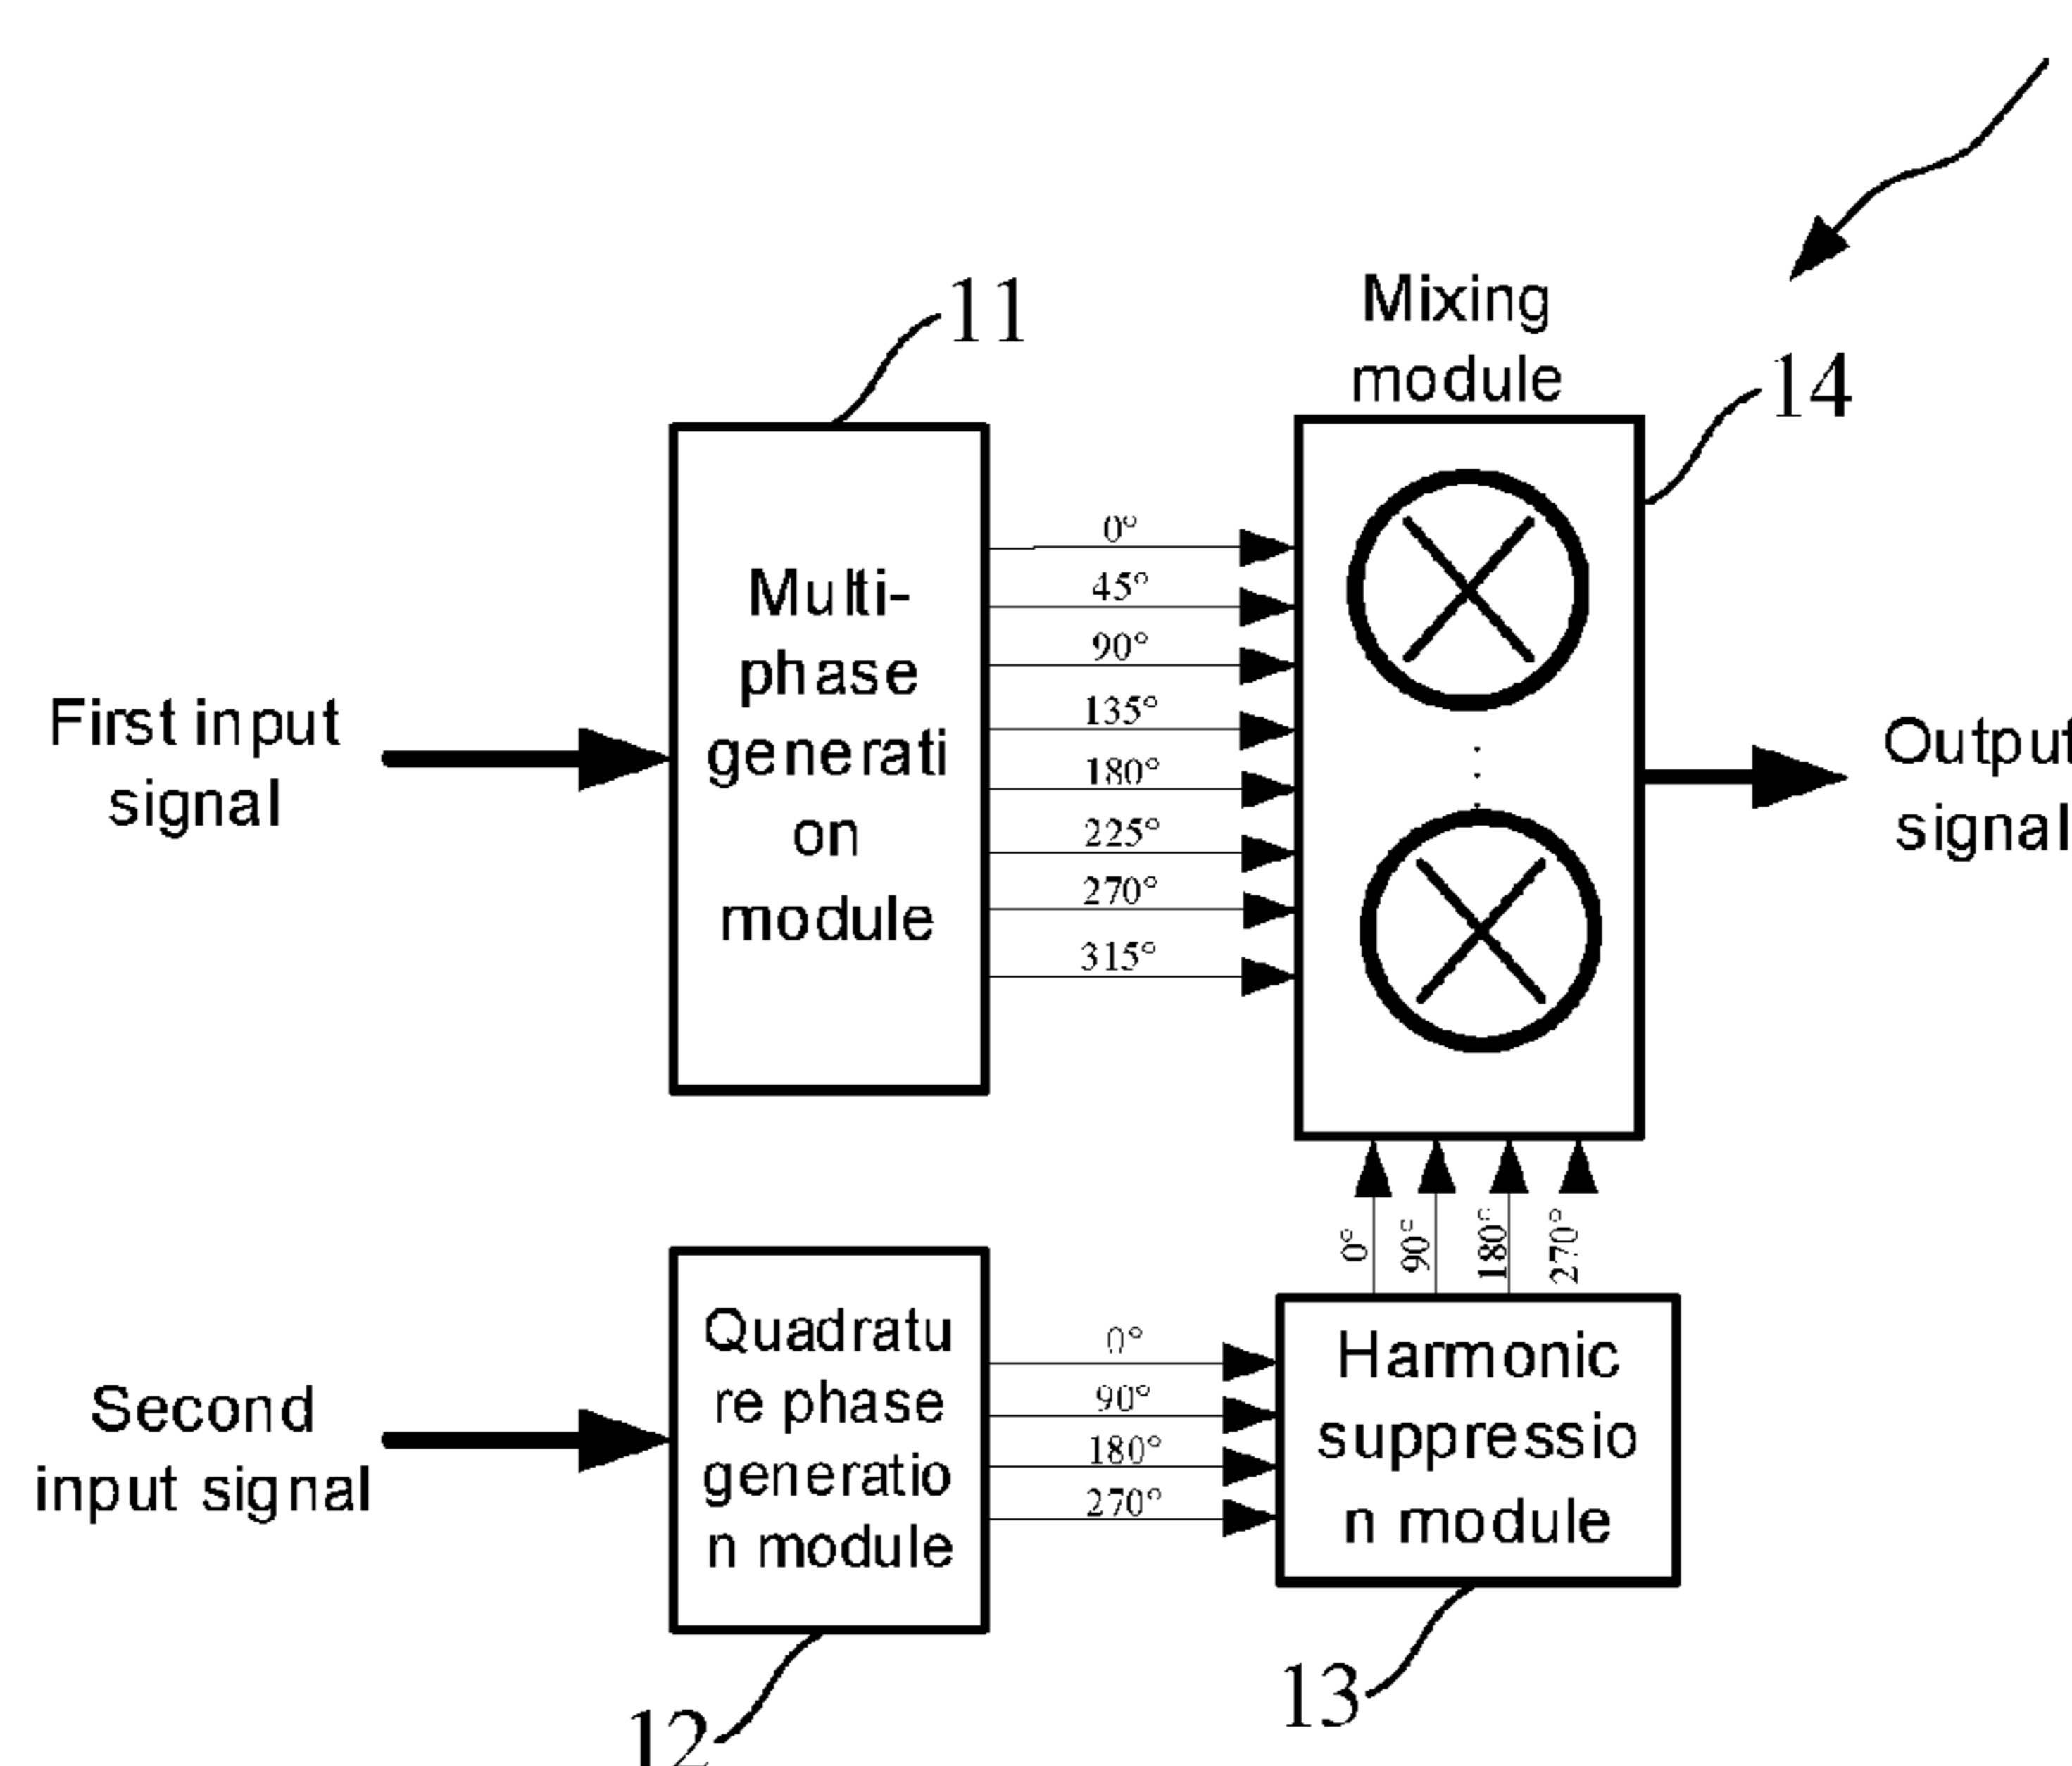 11
Mixing
module
14
Multi-
phase
generati
on
module
First input
signal
0°
45°
90°
135°
180°
225°
270°
315°
Output
signal
0°
90°
180°
270°
Second
input signal
Quadratu
re phase
generatio
n module
0°
90°
180°
270°
Harmonic
suppressio
n module
12
13